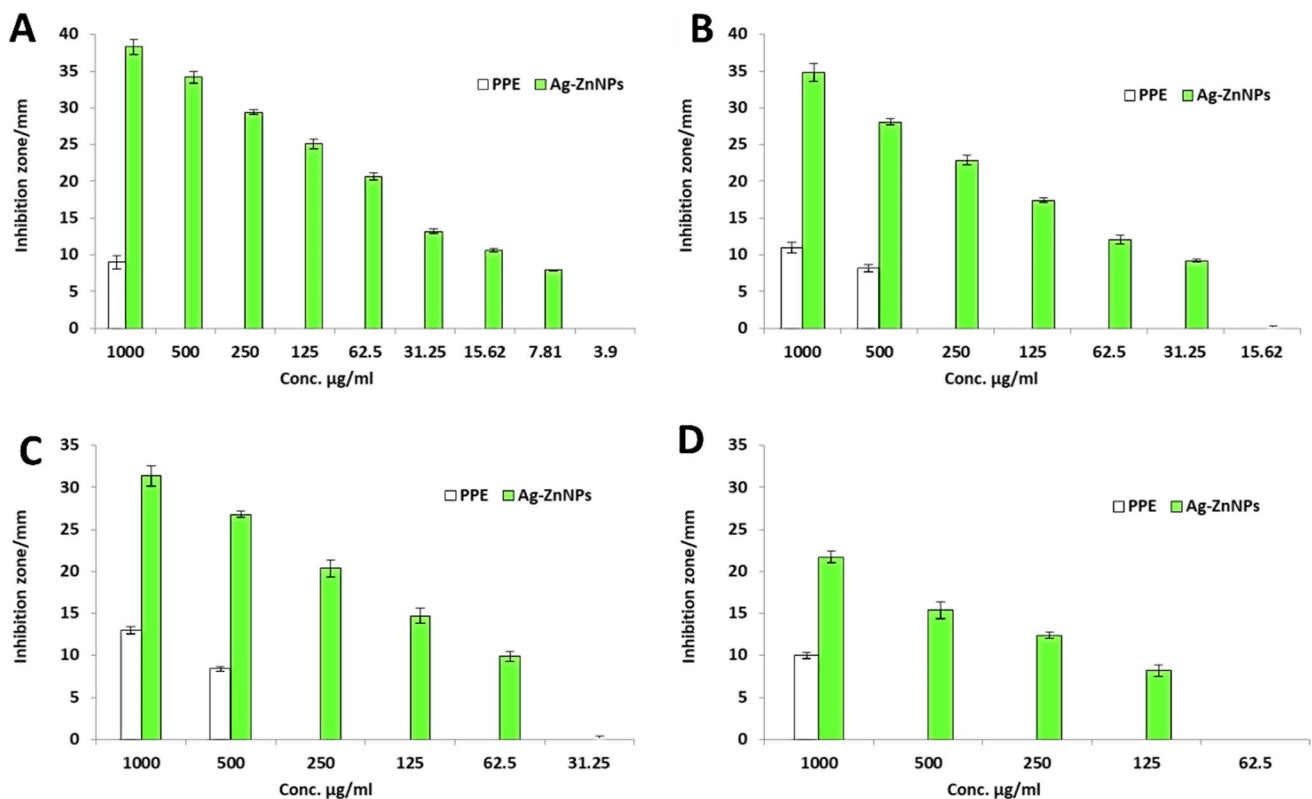 A
Inhibition zone/mm
40
35
30
25
20
15
10
5
0
PPE Ag-ZnNPs
1000 500 250 125 62.5 31.25 15.62 7.81 3.9
Conc. µg/ml
B
Inhibition zone/mm
40
35
30
25
20
15
10
5
0
PPE Ag-ZnNPs
1000 500 250 125 62.5 31.25 15.62
Conc. µg/ml
C
Inhibition zone/mm
35
30
25
20
15
10
5
0
PPE Ag-ZnNPs
1000 500 250 125 62.5 31.25
Conc. µg/ml
D
Inhibition zone/mm
35
30
25
20
15
10
5
0
PPE Ag-ZnNPs
1000 500 250 125 62.5
Conc. µg/ml